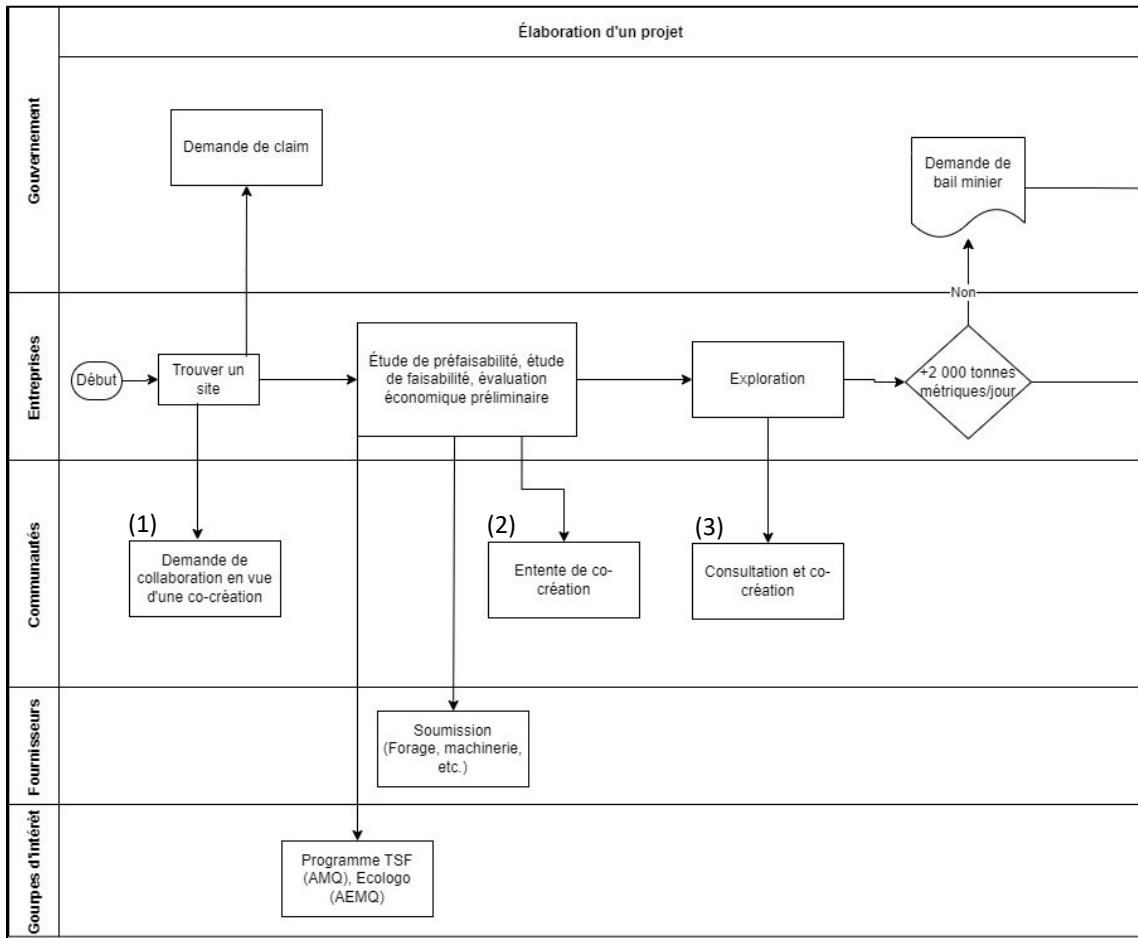 Élaboration d'un projet
Gouvernement
Demande de claim
Demande de
bail minier
Non
Entreprises
Début
Trouver un
site
Étude de préfaisabilité, étude
de faisabilité, évaluation
économique préliminaire
Exploration
+2 000 tonnes
métriques/jour
Communautés
(1)
Demande de
collaboration en vue
d'une co-création
(2)
Entente de co-
création
(3)
Consultation et co-
création
Fournisseurs
Soumission
(Forage, machinerie,
etc.)
Gourpes d'intérêt
Programme TSF
(AMQ), Ecologo
(AEMQ)